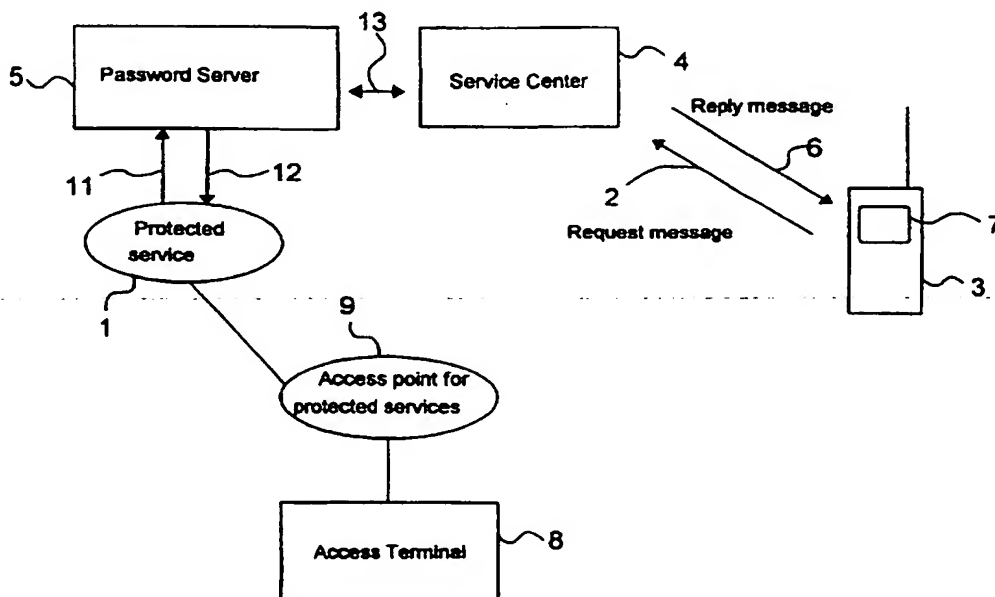 13
5
Password Server
Service Center
4
Reply message
6
11
12
2
Protected
service
Request message
7
3
1
9
Access point for
protected services
Access Terminal
8